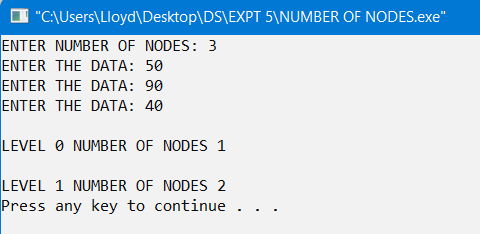 "C:\Users\Lloyd\Desktop\DS\EXPT 5\NUMBER OF NODES.exe"
ENTER NUMBER OF NODES: 3
ENTER THE DATA: 50
ENTER THE DATA: 90
ENTER THE DATA: 40
LEVEL 0 NUMBER OF NODES 1
LEVEL 1 NUMBER OF NODES 2
Press any key to continue . . .